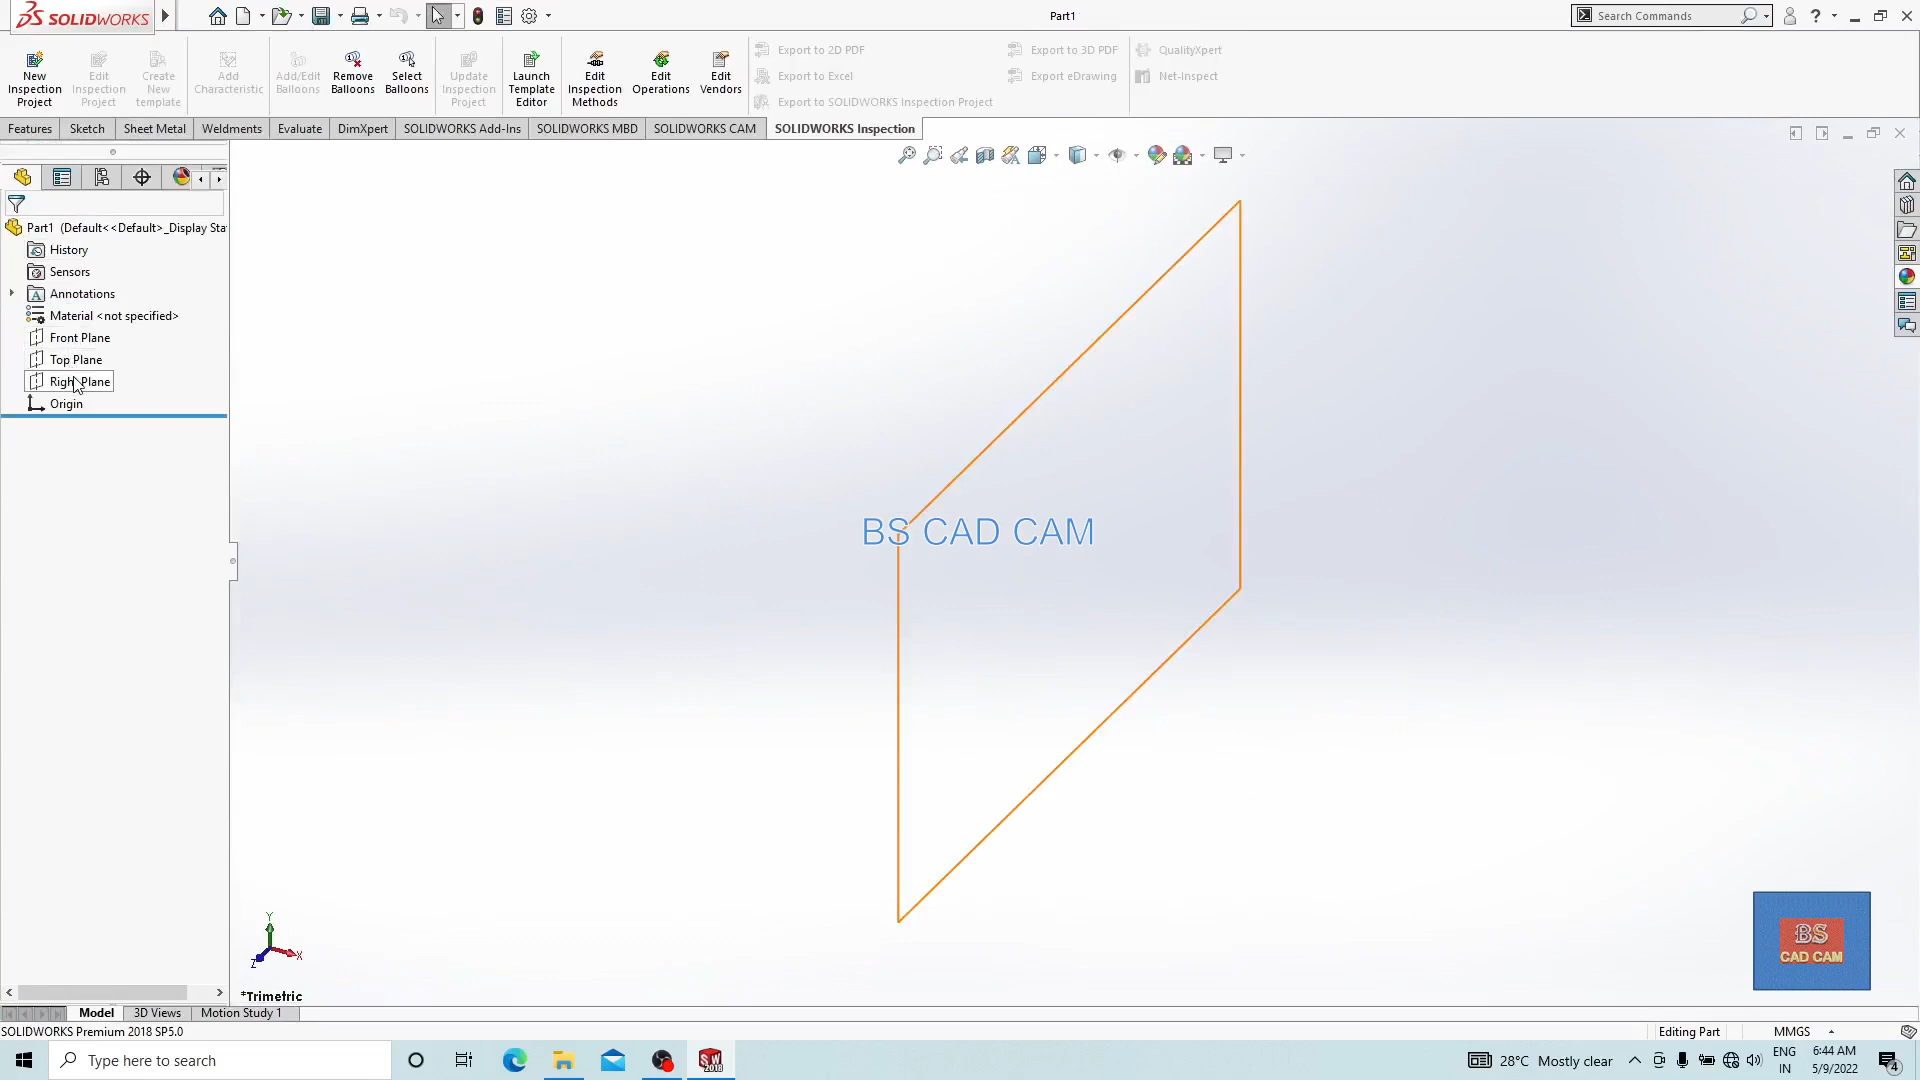 SOLIDWORKS
Part1
Search Commands
?
New
Inspection
Project
Edit
Inspection
Project
Create
New
template
Add
Characteristic
Add/Edit
Balloons
Remove
Balloons
Select
Balloons
Update
Inspection
Project
Launch
Template
Editor
Edit
Inspection
Methods
Edit
Operations
Edit
Vendors
Export to 2D PDF
Export to Excel
Export to SOLIDWORKS Inspection Project
Export to 3D PDF
Export eDrawing
QualityXpert
Net-Inspect
Features
Sketch
Sheet Metal
Weldments
Evaluate
DimXpert
SOLIDWORKS Add-Ins
SOLIDWORKS MBD
SOLIDWORKS CAM
SOLIDWORKS Inspection
Part1 (Default<<Default>_Display Sta
History
Sensors
Annotations
Material <not specified>
Front Plane
Top Plane
Right Plane
Origin
BS CAD CAM
Y
X
Z
*Trimetric
BS
CAD CAM
Model
3D Views
Motion Study 1
SOLIDWORKS Premium 2018 SP5.0
Editing Part
MMGS
Type here to search
28°C Mostly clear
ENG
IN
6:44 AM
5/9/2022
4